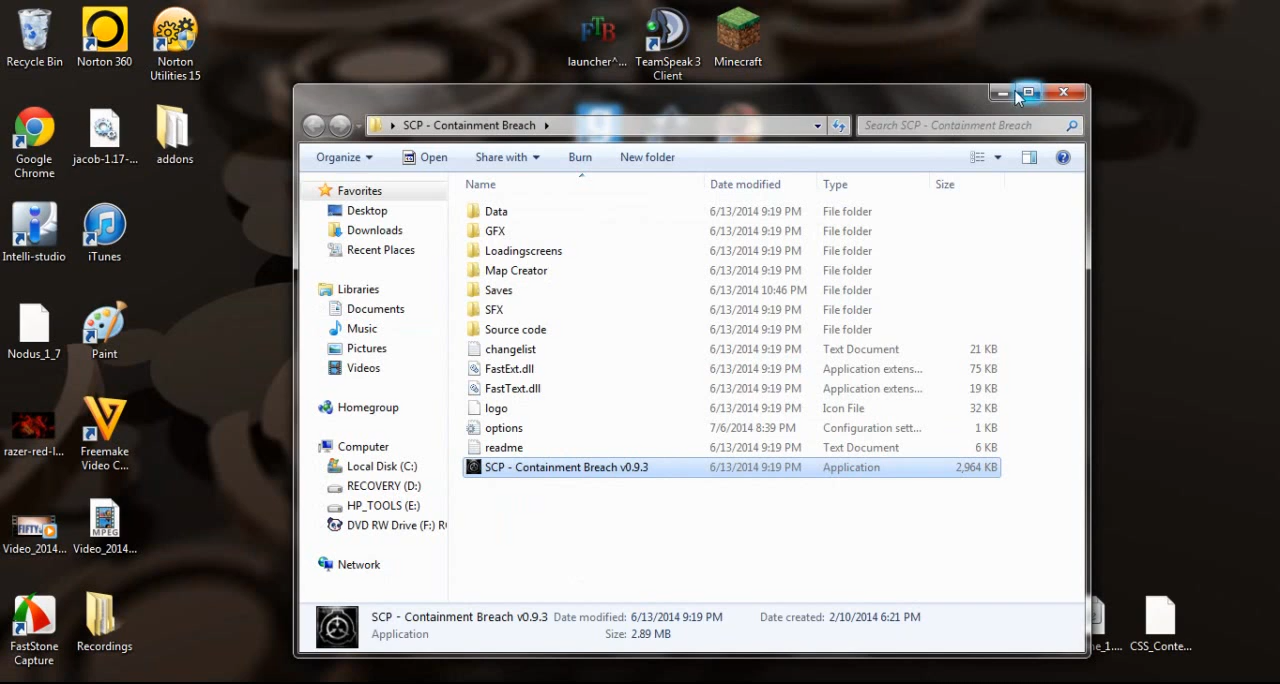 Recycle Bin
Norton 360
Norton
Utilities 15
FTB
launcher^...
TeamSpeak 3
Client
Minecraft
Google
Chrome
jacob-1.17-...
addons
Intelli-studio
iTunes
Nodus_1_7
Paint
razer-red-l...
Freemake
Video C...
FIFTY
Video_2014...
MPEG
Video_2014...
FastStone
Capture
Recordings
SCP - Containment Breach
Search SCP - Containment Breach
Organize
Open
Share with
Burn
New folder
Favorites
Desktop
Downloads
Recent Places
Libraries
Documents
Music
Pictures
Videos
Homegroup
Computer
Local Disk (C:)
RECOVERY (D:)
HP_TOOLS (E:)
DVD RW Drive (F:) R
Network
Name Date modified Type Size
Data 6/13/2014 9:19 PM File folder
GFX 6/13/2014 9:19 PM File folder
Loadingscreens 6/13/2014 9:19 PM File folder
Map Creator 6/13/2014 9:19 PM File folder
Saves 6/13/2014 10:46 PM File folder
SFX 6/13/2014 9:19 PM File folder
Source code 6/13/2014 9:19 PM File folder
changelist 6/13/2014 9:19 PM Text Document 21 KB
FastExt.dll 6/13/2014 9:19 PM Application extens... 75 KB
FastText.dll 6/13/2014 9:19 PM Application extens... 19 KB
logo 6/13/2014 9:19 PM Icon File 32 KB
options 7/6/2014 8:39 PM Configuration sett... 1 KB
readme 6/13/2014 9:19 PM Text Document 6 KB
SCP - Containment Breach v0.9.3 6/13/2014 9:19 PM Application 2,964 KB
SCP - Containment Breach v0.9.3 Date modified: 6/13/2014 9:19 PM Date created: 2/10/2014 6:21 PM
Application Size: 2.89 MB
ne_1....
CSS_Conte...